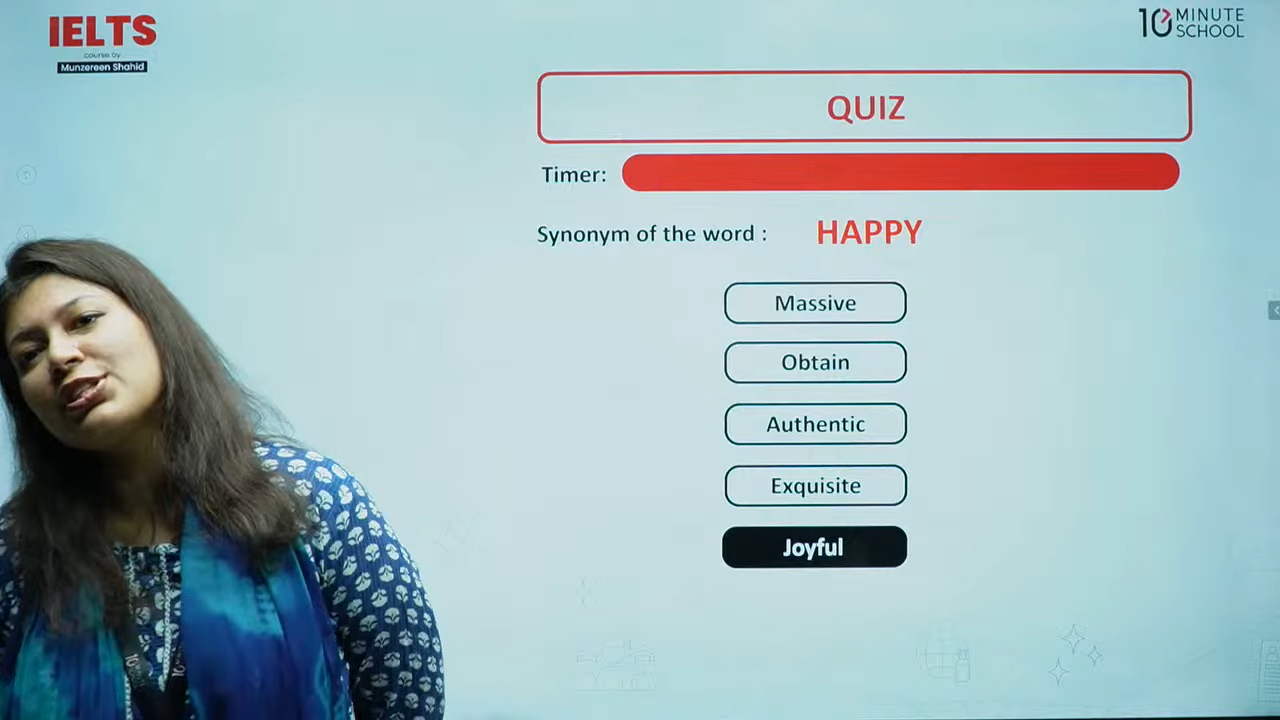 IELTS
course by
Munzereen Shahid
10 MINUTE SCHOOL
QUIZ
Timer:
Synonym of the word : HAPPY
Massive
Obtain
Authentic
Exquisite
Joyful